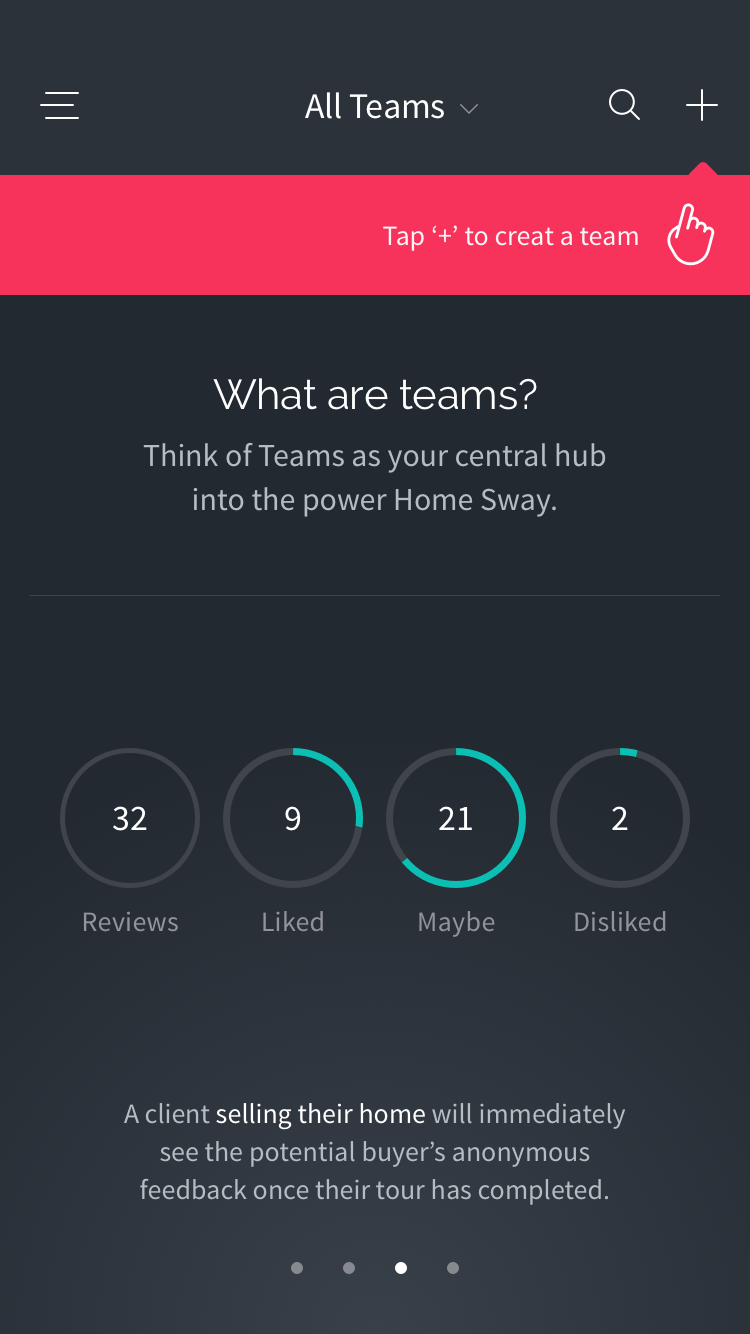 All Teams
Tap ‘+’ to creat a team
What are teams?
Think of Teams as your central hub
into the power Home Sway.
32 9 21 2
Reviews Liked Maybe Disliked
A client selling their home will immediately
see the potential buyer’s anonymous
feedback once their tour has completed.